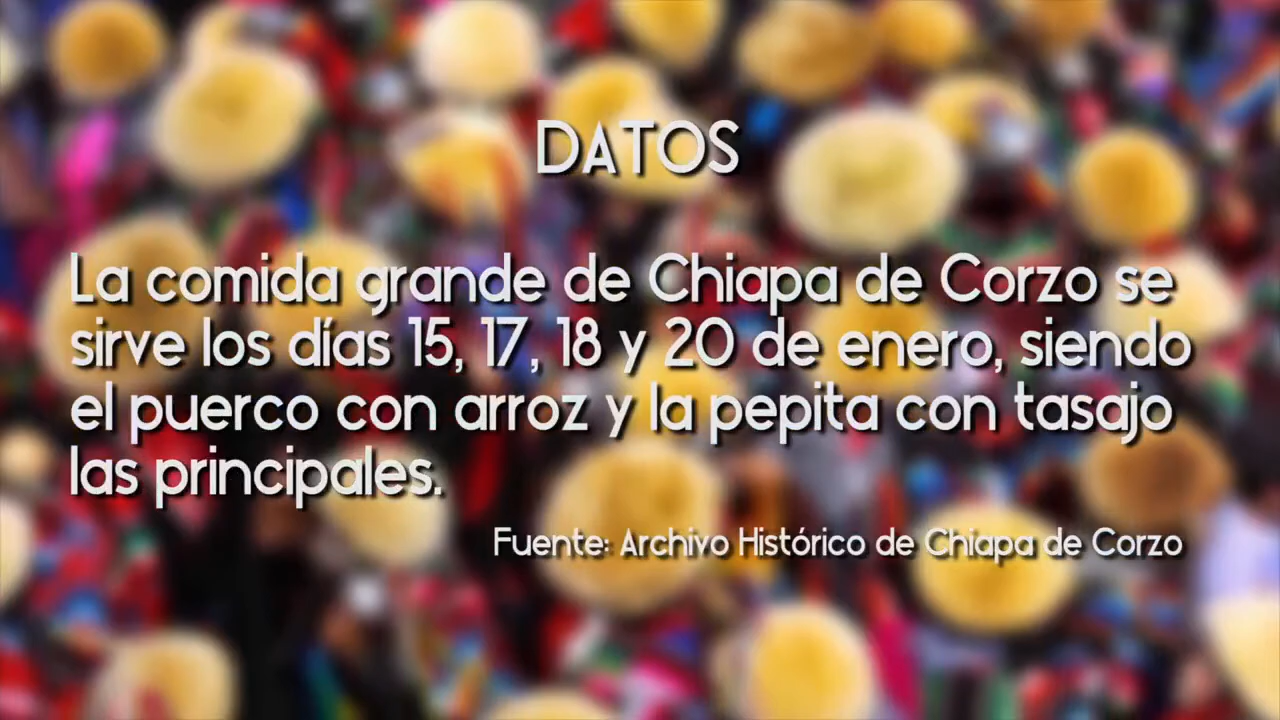 DATOS
La comida grande de Chiapa de Corzo se
sirve los días 15, 17, 18 y 20 de enero, siendo
el puerco con arroz y la pepita con tasajo
las principales.
Fuente: Archivo Histórico de Chiapa de Corzo